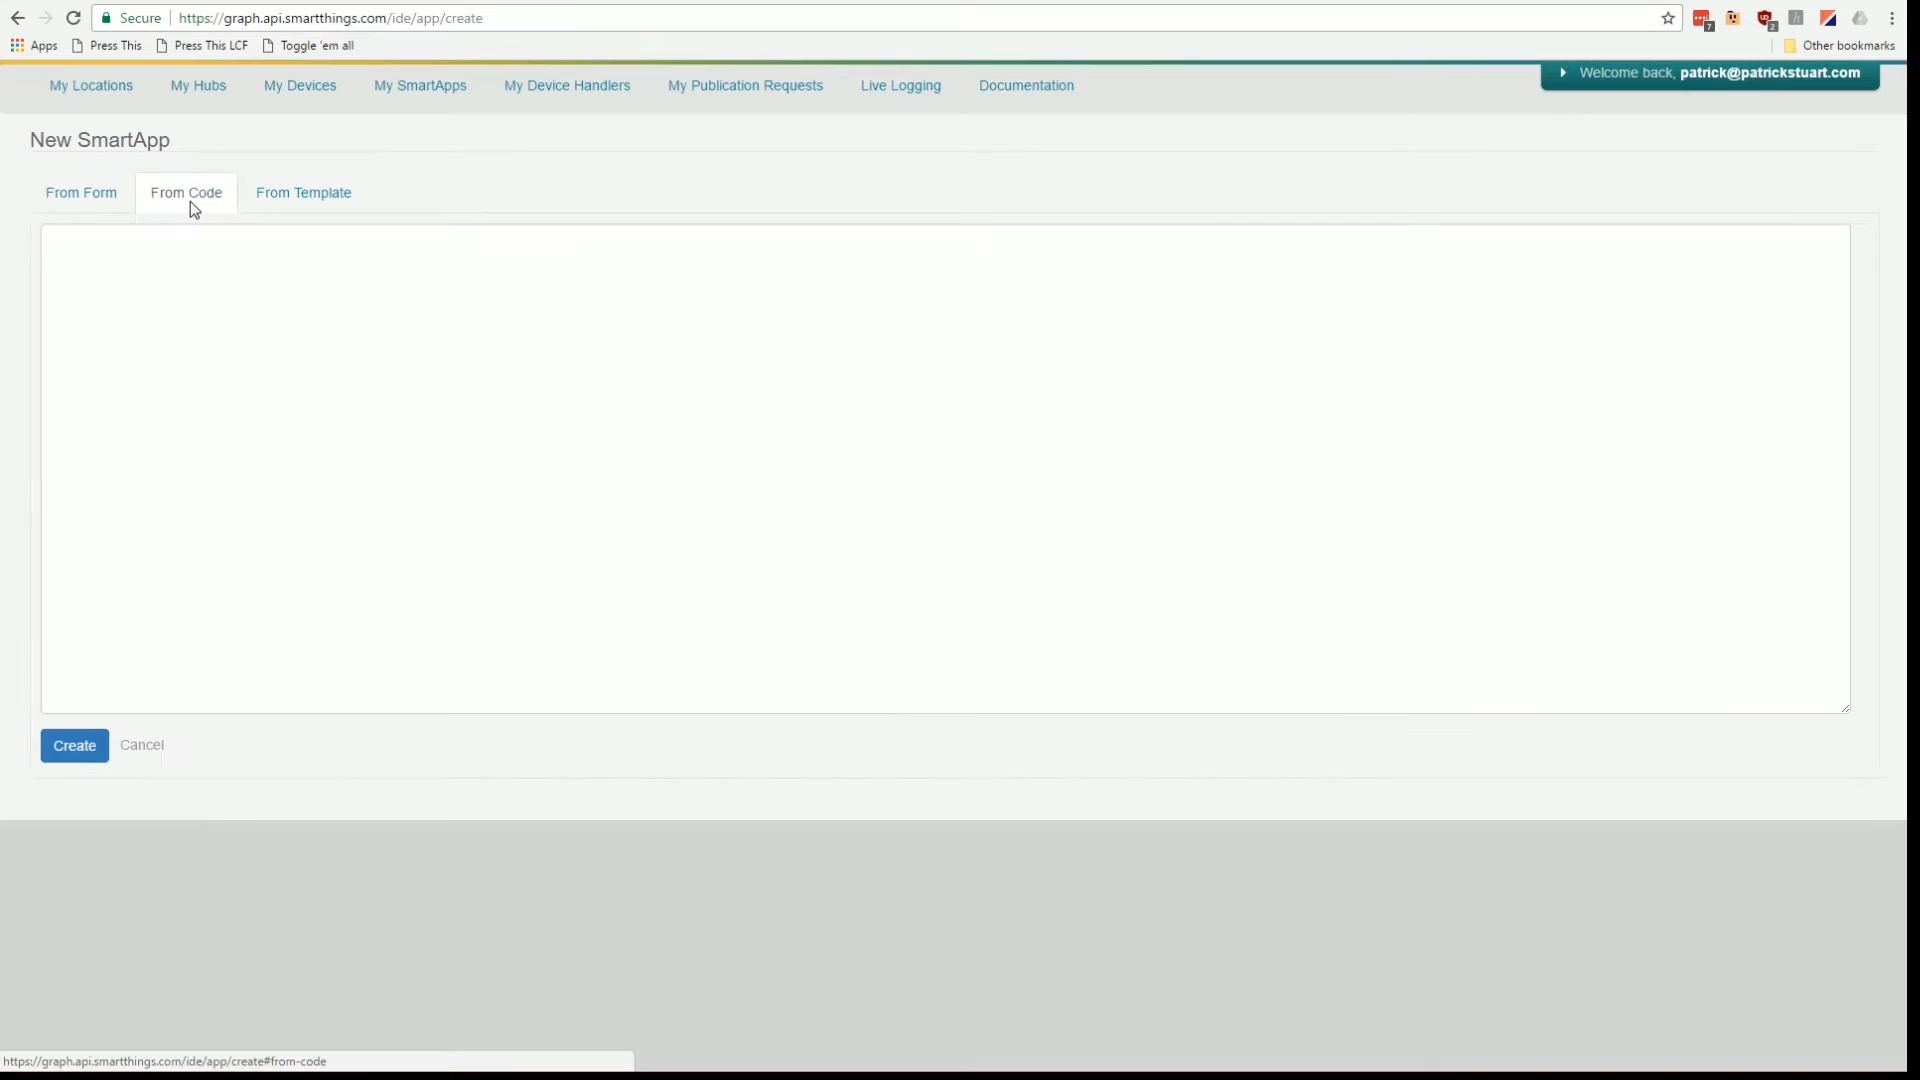 Secure https://graph.api.smartthings.com/ide/app/create
7
2
Apps Press This Press This LCF Toggle 'em all Other bookmarks
My Locations My Hubs My Devices My SmartApps My Device Handlers My Publication Requests Live Logging Documentation
Welcome back, patrick@patrickstuart.com
New SmartApp
From Form From Code From Template
Create Cancel
https://graph.api.smartthings.com/ide/app/create#from-code